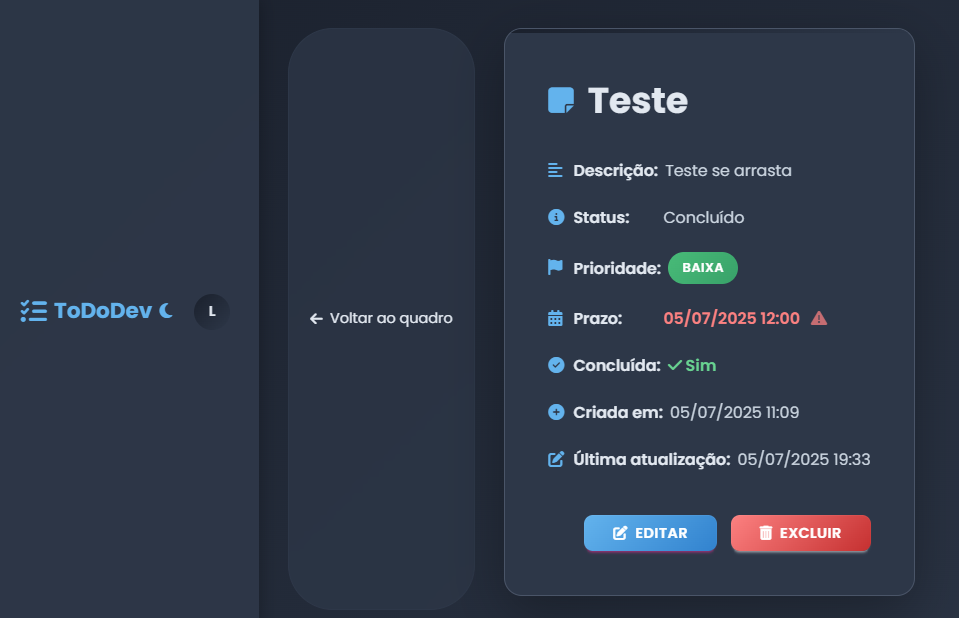 ToDoDev
L
Voltar ao quadro
Teste
Descrição: Teste se arrasta
Status: Concluído
Prioridade: BAIXA
Prazo: 05/07/2025 12:00
Concluída: Sim
Criada em: 05/07/2025 11:09
Última atualização: 05/07/2025 19:33
EDITAR
EXCLUIR